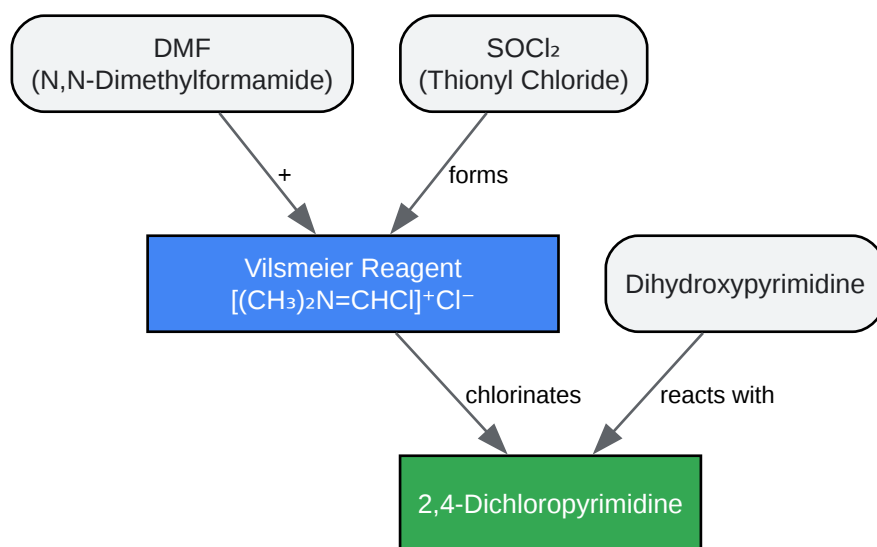 DMF
(N,N-Dimethylformamide)
SOCl₂
(Thionyl Chloride)
+
forms
Vilsmeier Reagent
[(CH₃)₂N=CHCl]⁺Cl⁻
Dihydroxypyrimidine
chlorinates
reacts with
2,4-Dichloropyrimidine